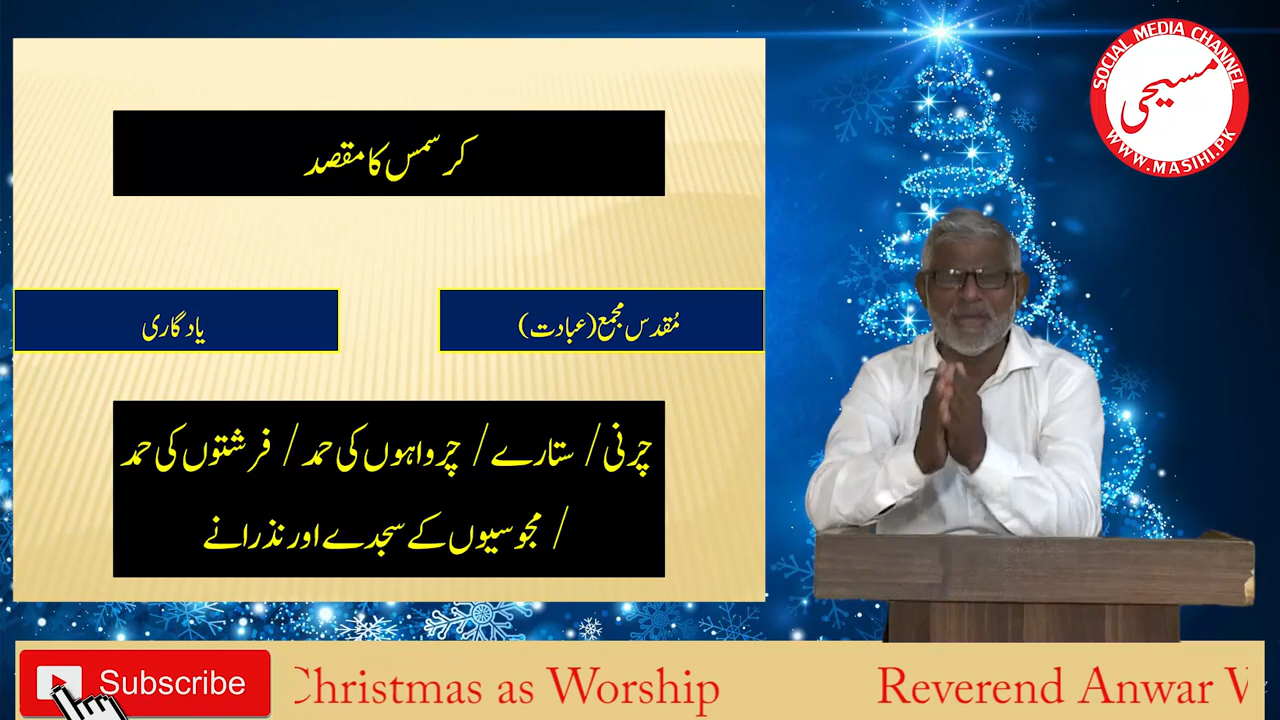 کرسمس کا مقصد
مُقدس مجمع (عبادت)
یادگاری
چرنی / ستارے / چرواہوں کی حمد / فرشتوں کی حمد
/ مجوسیوں کے سجدے اور نذرانے
SOCIAL MEDIA CHANNEL
مسیحی
WWW.MASIHI.PK
Subscribe
Christmas as Worship
Reverend Anwar